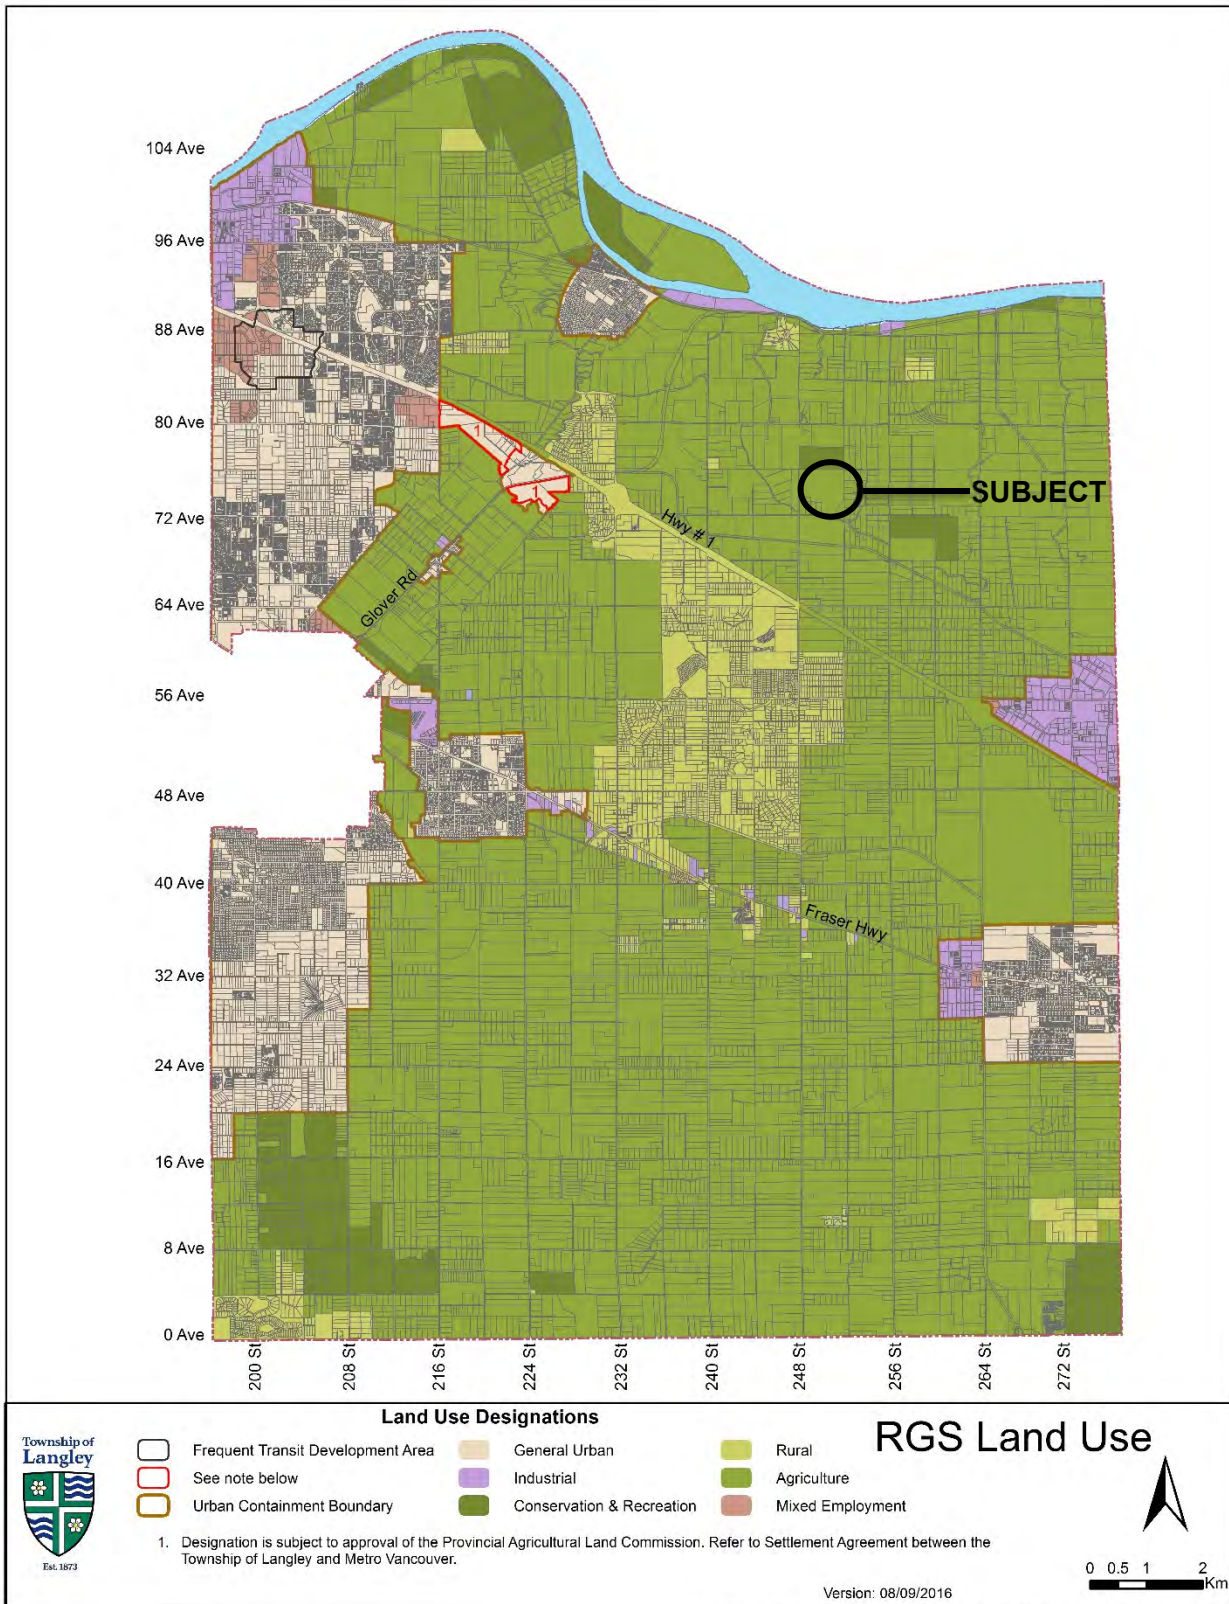 104 Ave
96 Ave
88 Ave
80 Ave
72 Ave
64 Ave
56 Ave
48 Ave
40 Ave
32 Ave
24 Ave
16 Ave
8 Ave
0 Ave
1
1
SUBJECT
Hwy # 1
Glover Rd
Fraser Hwy
200 St
208 St
216 St
224 St
232 St
240 St
248 St
256 St
264 St
272 St
Township of
Langley
Est. 1873
Land Use Designations
Frequent Transit Development Area
See note below
Urban Containment Boundary
General Urban
Industrial
Conservation & Recreation
Rural
Agriculture
Mixed Employment
1. Designation is subject to approval of the Provincial Agricultural Land Commission. Refer to Settlement Agreement between the
Township of Langley and Metro Vancouver.
Version: 08/09/2016
RGS Land Use
0 0.5 1 2
Km